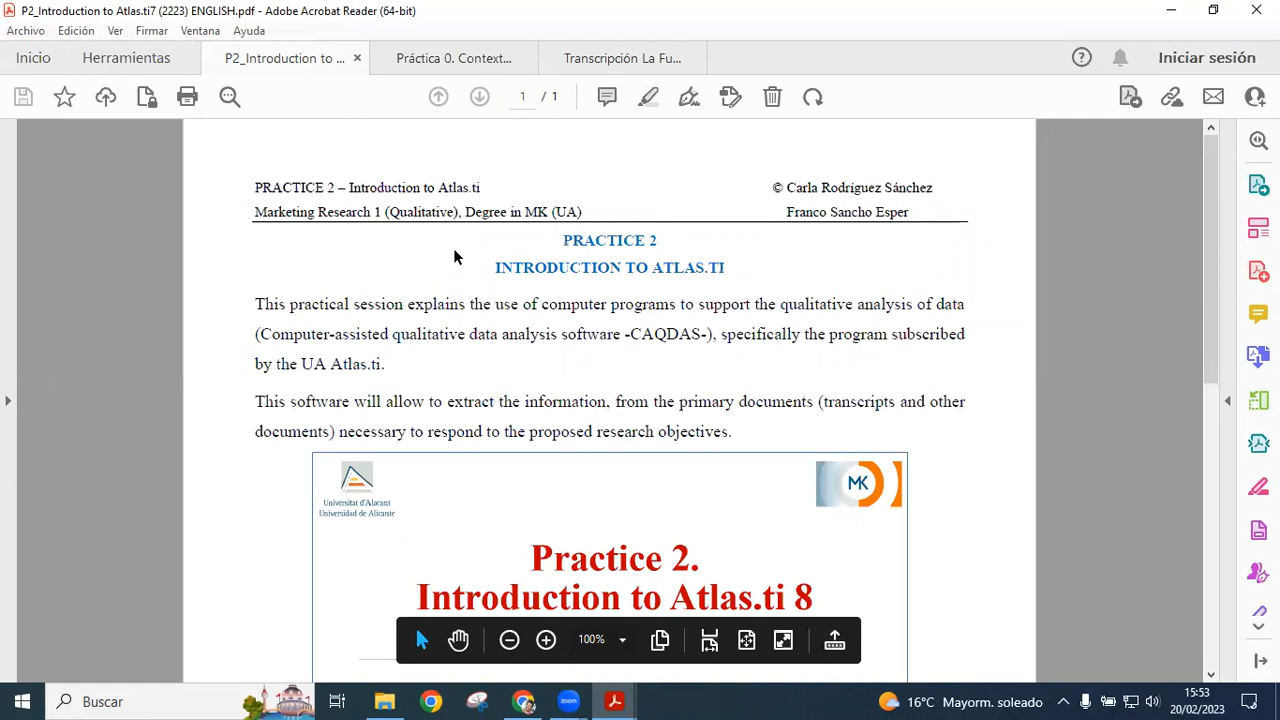 P2_Introduction to Atlas.ti7 (2223) ENGLISH.pdf - Adobe Acrobat Reader (64-bit)
Archivo Edición Ver Firmar Ventana Ayuda
Inicio Herramientas P2_Introduction to ... × Práctica 0. Context... Transcripción La Fu... Iniciar sesión
1 / 1
PRACTICE 2 – Introduction to Atlas.ti © Carla Rodríguez Sánchez
Marketing Research 1 (Qualitative), Degree in MK (UA) Franco Sancho Esper
PRACTICE 2
INTRODUCTION TO ATLAS.TI
This practical session explains the use of computer programs to support the qualitative analysis of data
(Computer-assisted qualitative data analysis software -CAQDAS-), specifically the program subscribed
by the UA Atlas.ti.
This software will allow to extract the information, from the primary documents (transcripts and other
documents) necessary to respond to the proposed research objectives.
Universitat d'Alacant
Universidad de Alicante
MK
Practice 2.
Introduction to Atlas.ti 8
100%
Buscar
zoom
16°C Mayorm. soleado
15:53
20/02/2023